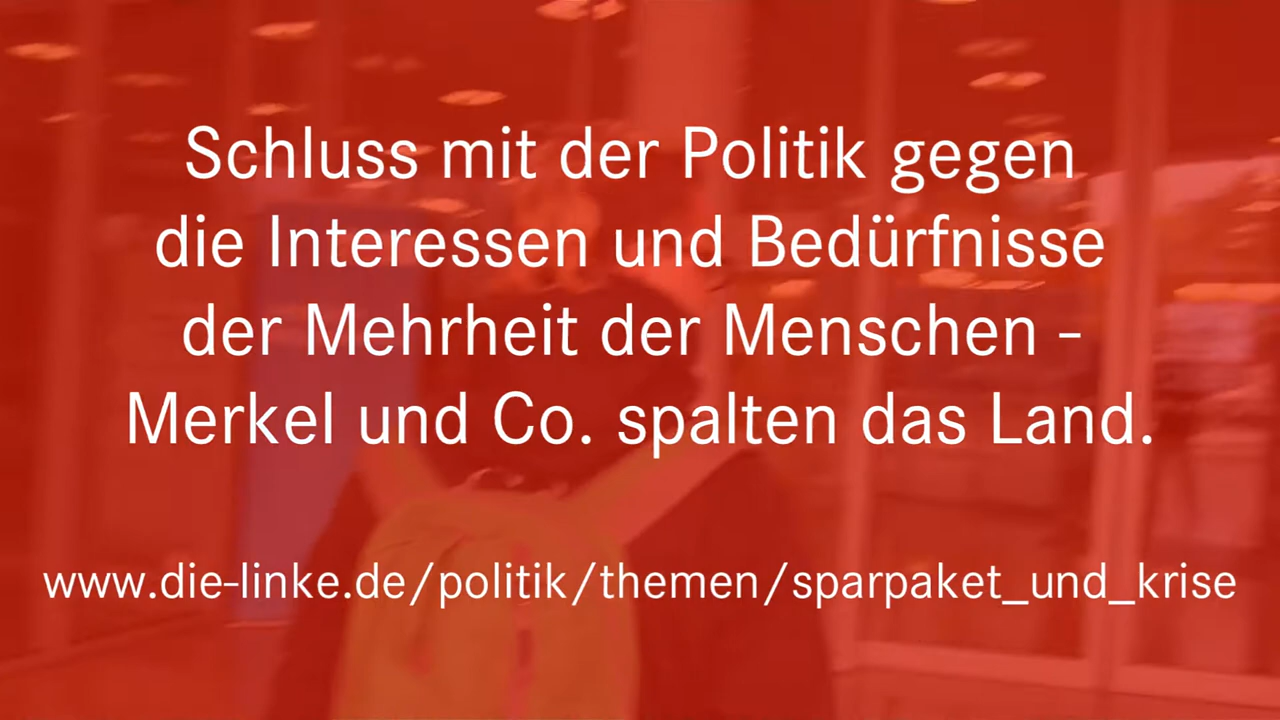 Schluss mit der Politik gegen
die Interessen und Bedürfnisse
der Mehrheit der Menschen -
Merkel und Co. spalten das Land.
www.die-linke.de/politik/themen/sparpaket_und_krise